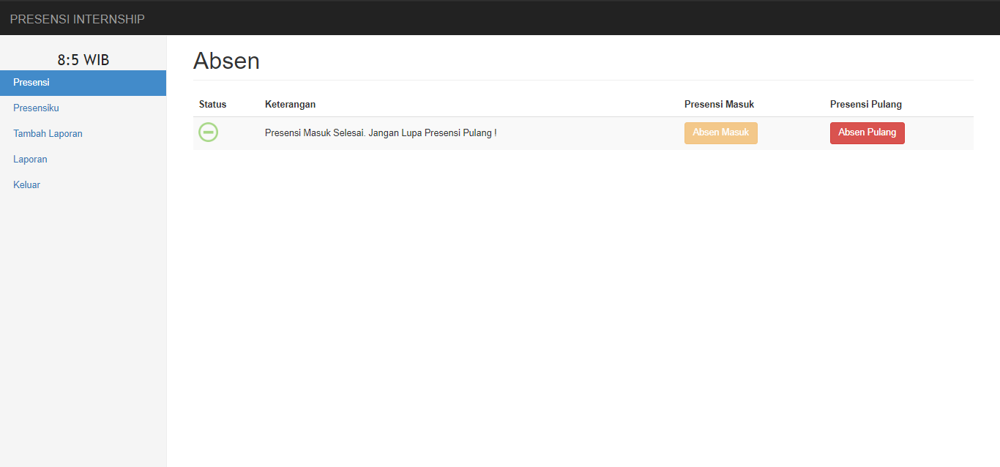 PRESENSI INTERNSHIP
8:5 WIB
Presensi
Presensiku
Tambah Laporan
Laporan
Keluar
Absen
Status Keterangan Presensi Masuk Presensi Pulang
Presensi Masuk Selesai. Jangan Lupa Presensi Pulang ! Absen Masuk Absen Pulang